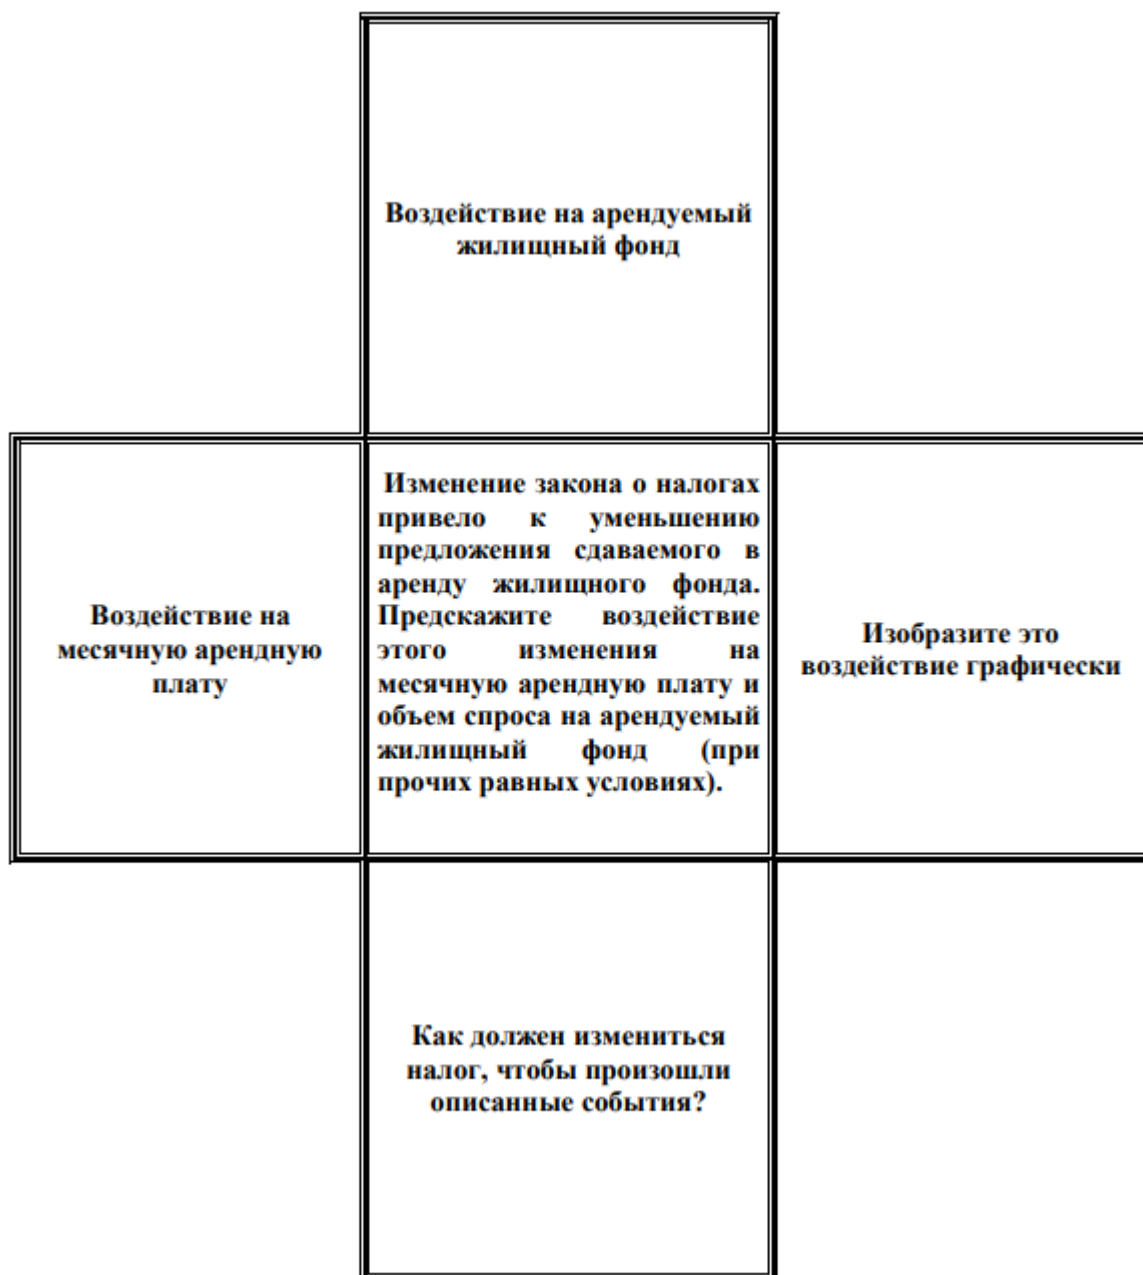 Воздействие на арендуемый
жилищный фонд
Воздействие на
месячную арендную
плату
Изменение закона о налогах
привело к уменьшению
предложения сдаваемого в
аренду жилищного фонда.
Предскажите воздействие
этого изменения на
месячную арендную плату и
объем спроса на арендуемый
жилищный фонд (при
прочих равных условиях).
Изобразите это
воздействие графически
Как должен измениться
налог, чтобы произошли
описанные события?